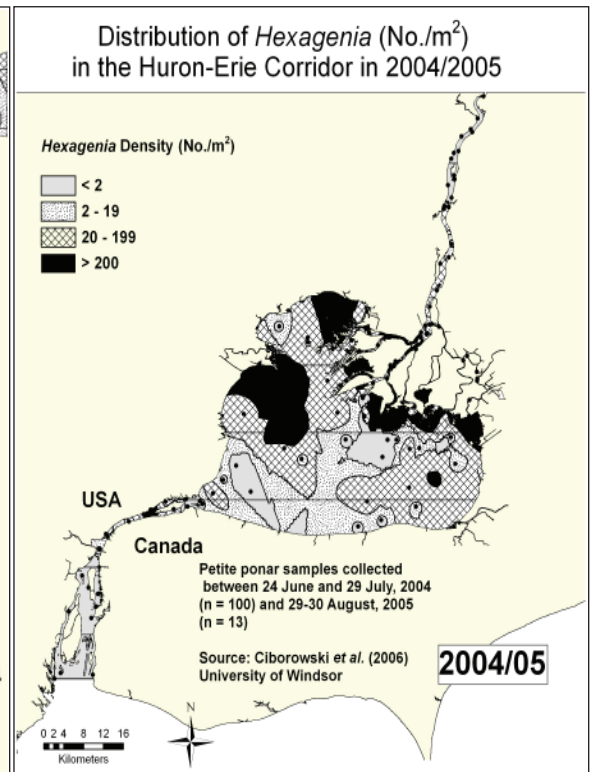 Distribution of Hexagenia (No./m²)
in the Huron-Erie Corridor in 2004/2005
Hexagenia Density (No./m²)
< 2
2 - 19
20 - 199
> 200
USA
Canada
Petite ponar samples collected
between 24 June and 29 July, 2004
(n = 100) and 29-30 August, 2005
(n = 13)
Source: Ciborowski et al. (2006)
University of Windsor
2004/05
N
0 2 4 8 12 16
Kilometers